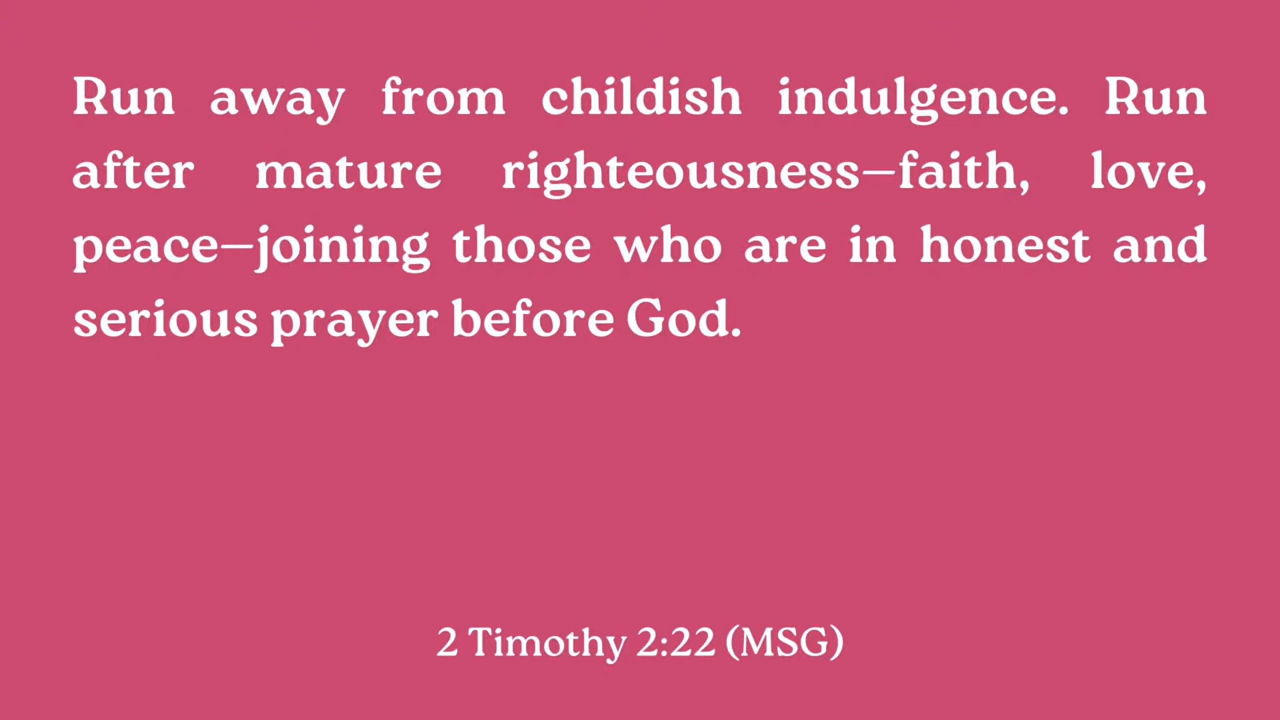 Run away from childish indulgence. Run
after mature righteousness—faith, love,
peace—joining those who are in honest and
serious prayer before God.
2 Timothy 2:22 (MSG)